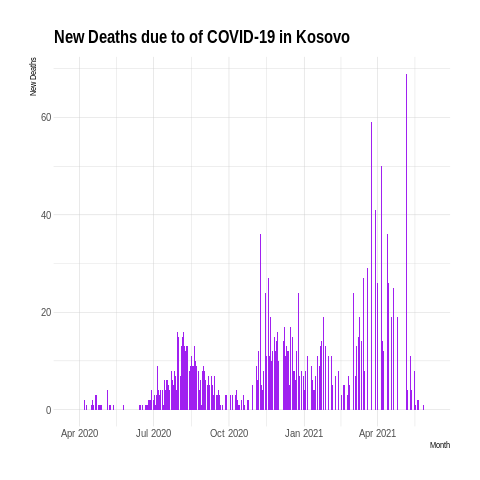 New Deaths due to of COVID-19 in Kosovo
New Deaths
60
40
20
0
Apr 2020 Jul 2020 Oct 2020 Jan 2021 Apr 2021
Month